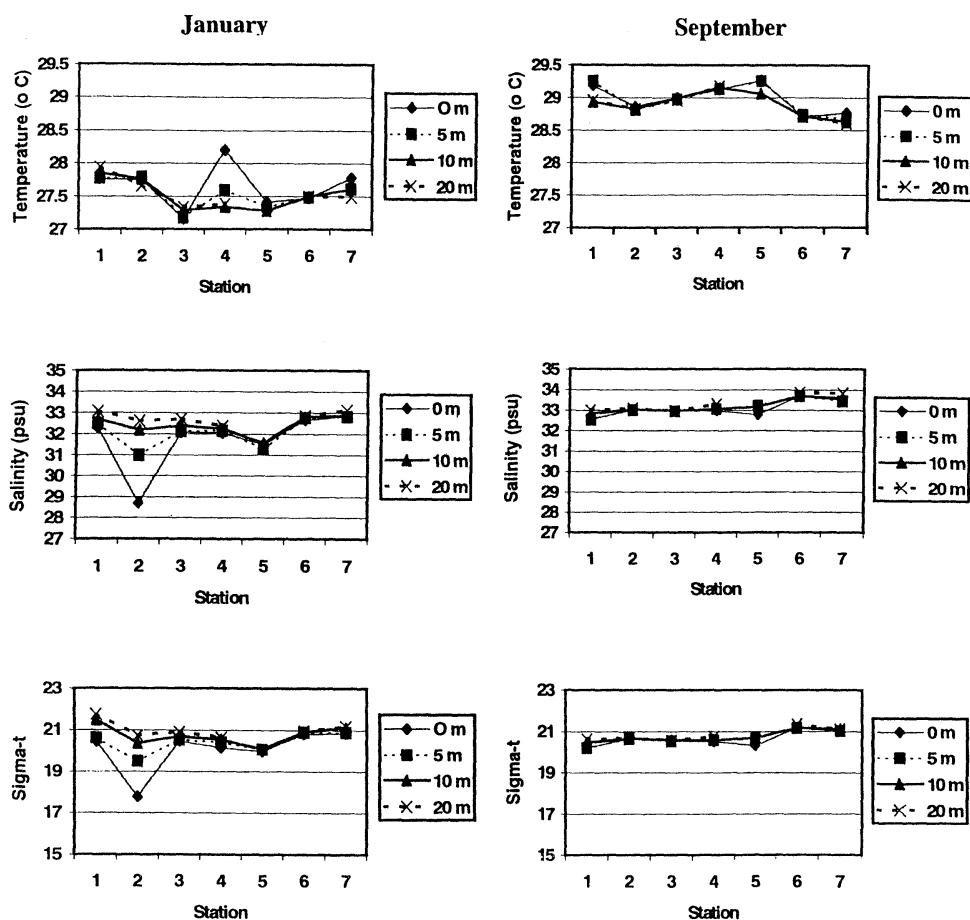 January
September
Temperature (o C)
29.5
29
28.5
28
27.5
27
1 2 3 4 5 6 7
Station
O m
5 m
10 m
20 m
Temperature (o C)
29.5
29
28.5
28
27.5
27
1 2 3 4 5 6 7
Station
0 m
5 m
10 m
20 m
Salinity (psu)
35
34
33
32
31
30
29
28
27
1 2 3 4 5 6 7
Station
0 m
5 m
10 m
20 m
Salinity (psu)
35
34
33
32
31
30
29
28
27
1 2 3 4 5 6 7
Station
0 m
5 m
10 m
20 m
Sigma-t
23
21
19
17
15
1 2 3 4 5 6 7
Station
O m
5 m
10 m
20 m
Sigma-t
23
21
19
17
15
1 2 3 4 5 6 7
Station
0 m
5 m
10 m
20 m